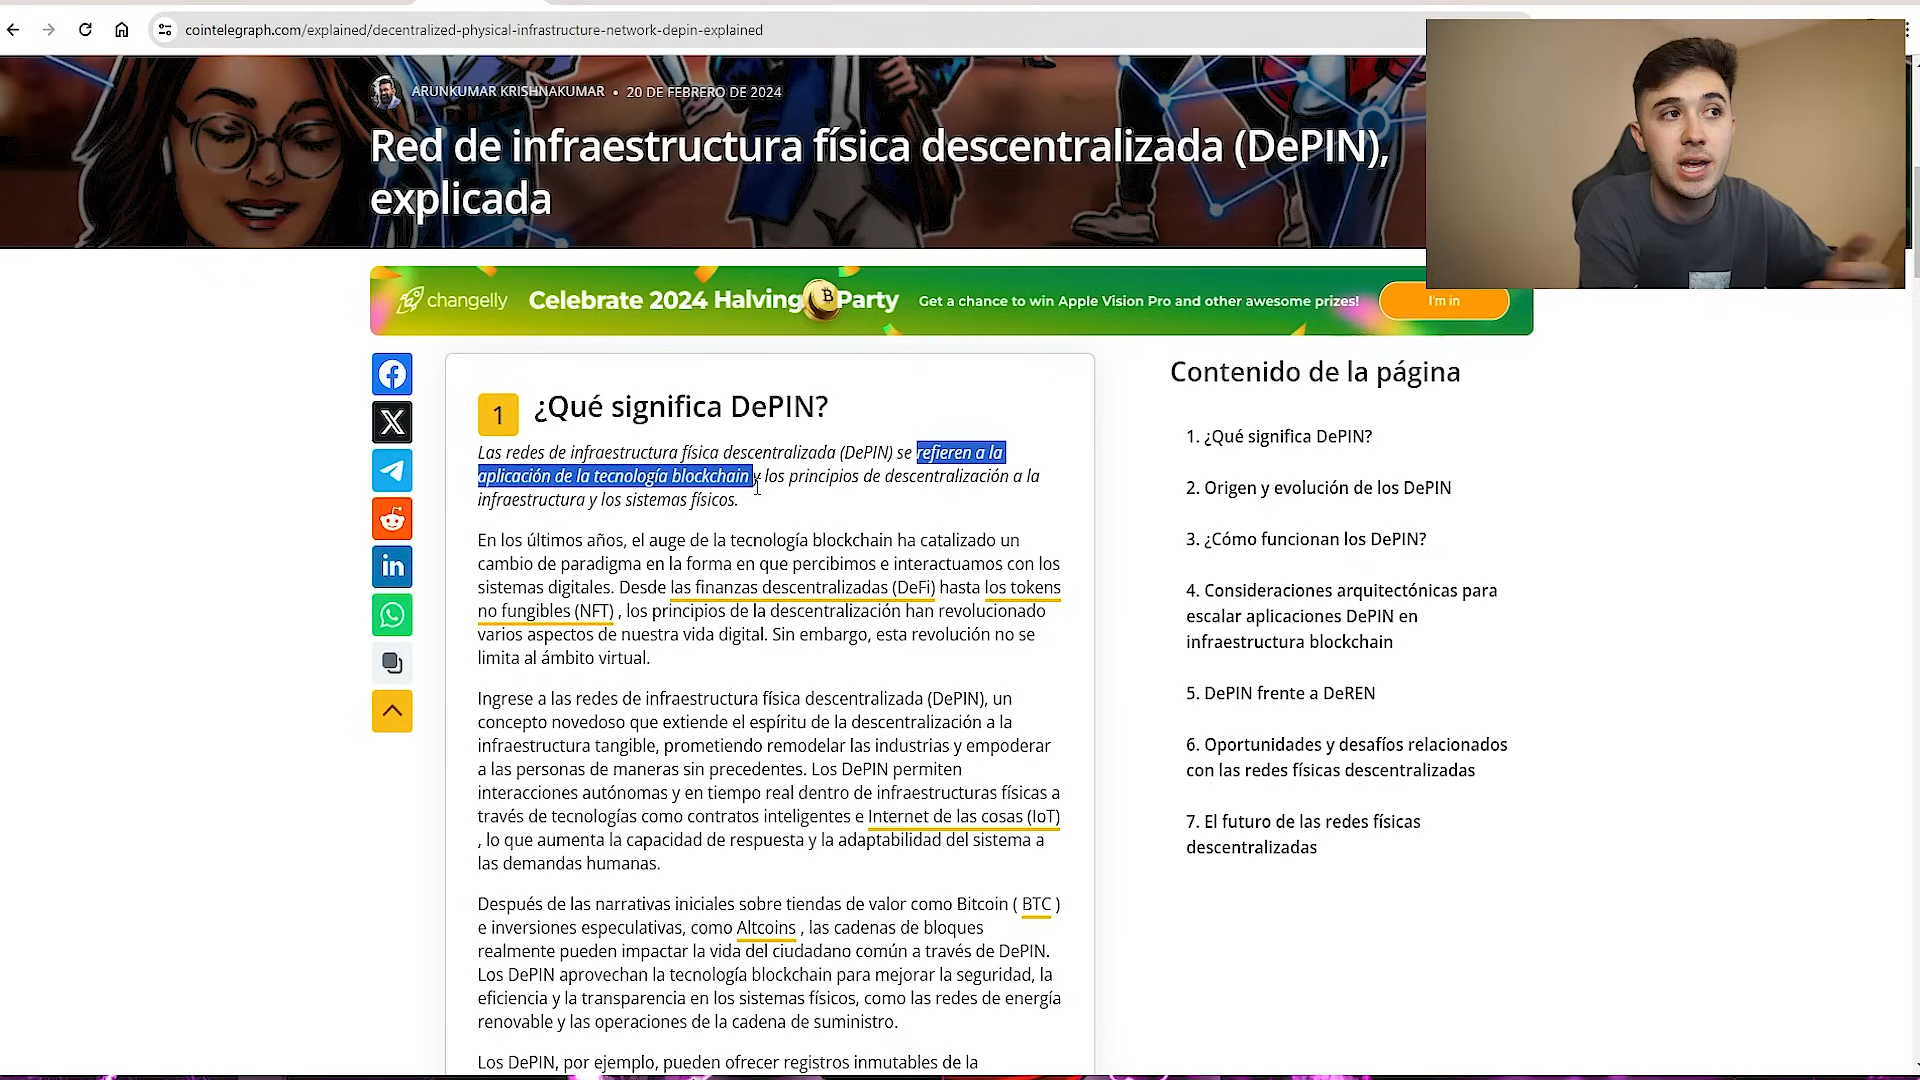 cointelegraph.com/explained/decentralized-physical-infrastructure-network-depin-explained
ARUNKUMAR KRISHNAKUMAR • 20 DE FEBRERO DE 2024
Red de infraestructura física descentralizada (DePIN),
explicada
changelly Celebrate 2024 Halving Party Get a chance to win Apple Vision Pro and other awesome prizes! I'm in
1 ¿Qué significa DePIN?
Las redes de infraestructura física descentralizada (DePIN) se refieren a la
aplicación de la tecnología blockchain y los principios de descentralización a la
infraestructura y los sistemas físicos.
En los últimos años, el auge de la tecnología blockchain ha catalizado un
cambio de paradigma en la forma en que percibimos e interactuamos con los
sistemas digitales. Desde las finanzas descentralizadas (DeFi) hasta los tokens
no fungibles (NFT) , los principios de la descentralización han revolucionado
varios aspectos de nuestra vida digital. Sin embargo, esta revolución no se
limita al ámbito virtual.
Ingrese a las redes de infraestructura física descentralizada (DePIN), un
concepto novedoso que extiende el espíritu de la descentralización a la
infraestructura tangible, prometiendo remodelar las industrias y empoderar
a las personas de maneras sin precedentes. Los DePIN permiten
interacciones autónomas y en tiempo real dentro de infraestructuras físicas a
través de tecnologías como contratos inteligentes e Internet de las cosas (IoT)
, lo que aumenta la capacidad de respuesta y la adaptabilidad del sistema a
las demandas humanas.
Después de las narrativas iniciales sobre tiendas de valor como Bitcoin ( BTC )
e inversiones especulativas, como Altcoins , las cadenas de bloques
realmente pueden impactar la vida del ciudadano común a través de DePIN.
Los DePIN aprovechan la tecnología blockchain para mejorar la seguridad, la
eficiencia y la transparencia en los sistemas físicos, como las redes de energía
renovable y las operaciones de la cadena de suministro.
Los DePIN, por ejemplo, pueden ofrecer registros inmutables de la
Contenido de la página
1. ¿Qué significa DePIN?
2. Origen y evolución de los DePIN
3. ¿Cómo funcionan los DePIN?
4. Consideraciones arquitectónicas para
escalar aplicaciones DePIN en
infraestructura blockchain
5. DePIN frente a DeREN
6. Oportunidades y desafíos relacionados
con las redes físicas descentralizadas
7. El futuro de las redes físicas
descentralizadas